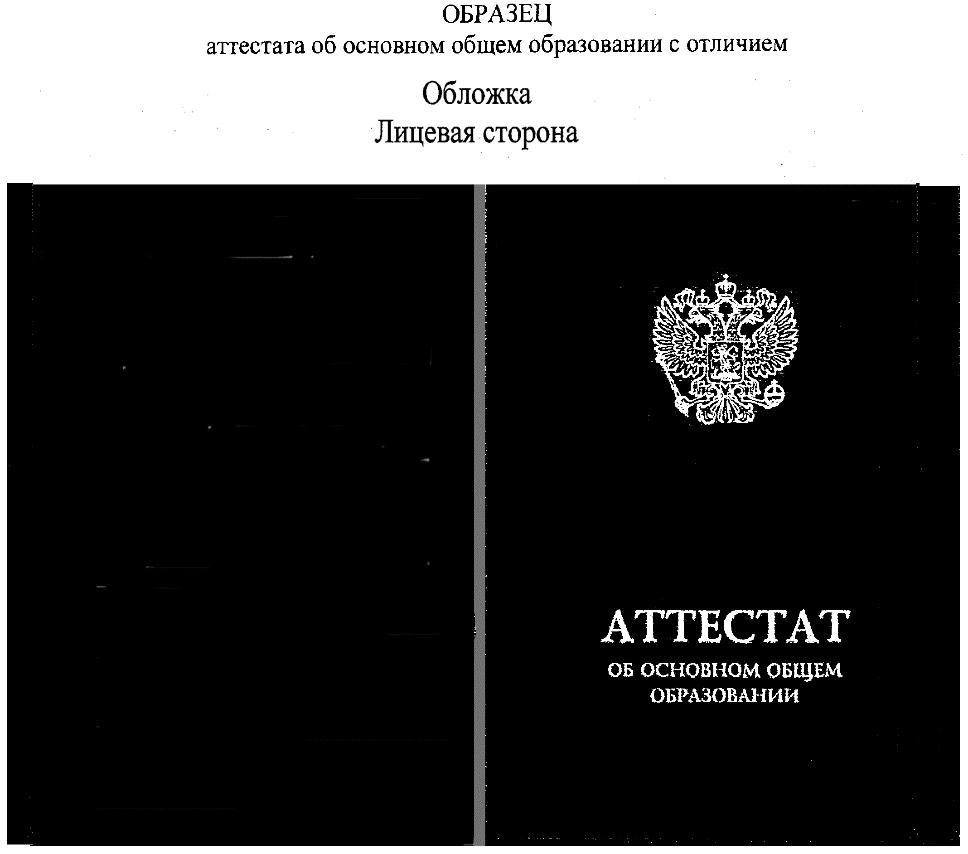 ОБРАЗЕЦ
аттестата об основном общем образовании с отличием
Обложка
Лицевая сторона
АТТЕСТАТ
ОБ ОСНОВНОМ ОБЩЕМ
ОБРАЗОВАНИИ